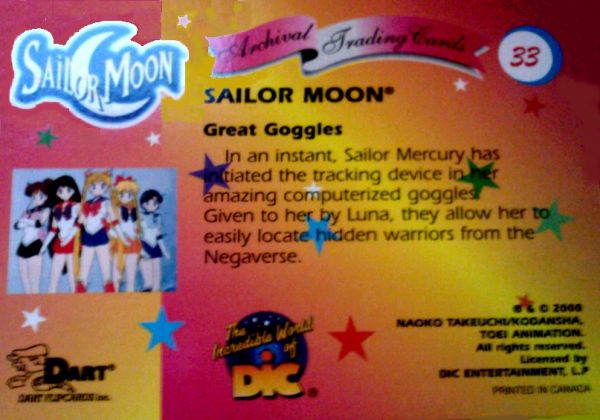 SAILOR MOON
Archival Trading Cards
33
SAILOR MOON®
Great Goggles
In an instant, Sailor Mercury has
initiated the tracking device in her
amazing computerized goggles.
Given to her by Luna, they allow her to
easily locate hidden warriors from the
Negaverse.
The
Incredible World
of
DiC®
DART®
DART FLIPCARDS INC.
® & © 2000
NAOKO TAKEUCHI/KODANSHA,
TOEI ANIMATION.
All rights reserved.
Licensed by
DIC ENTERTAINMENT, L.P
PRINTED IN CANADA